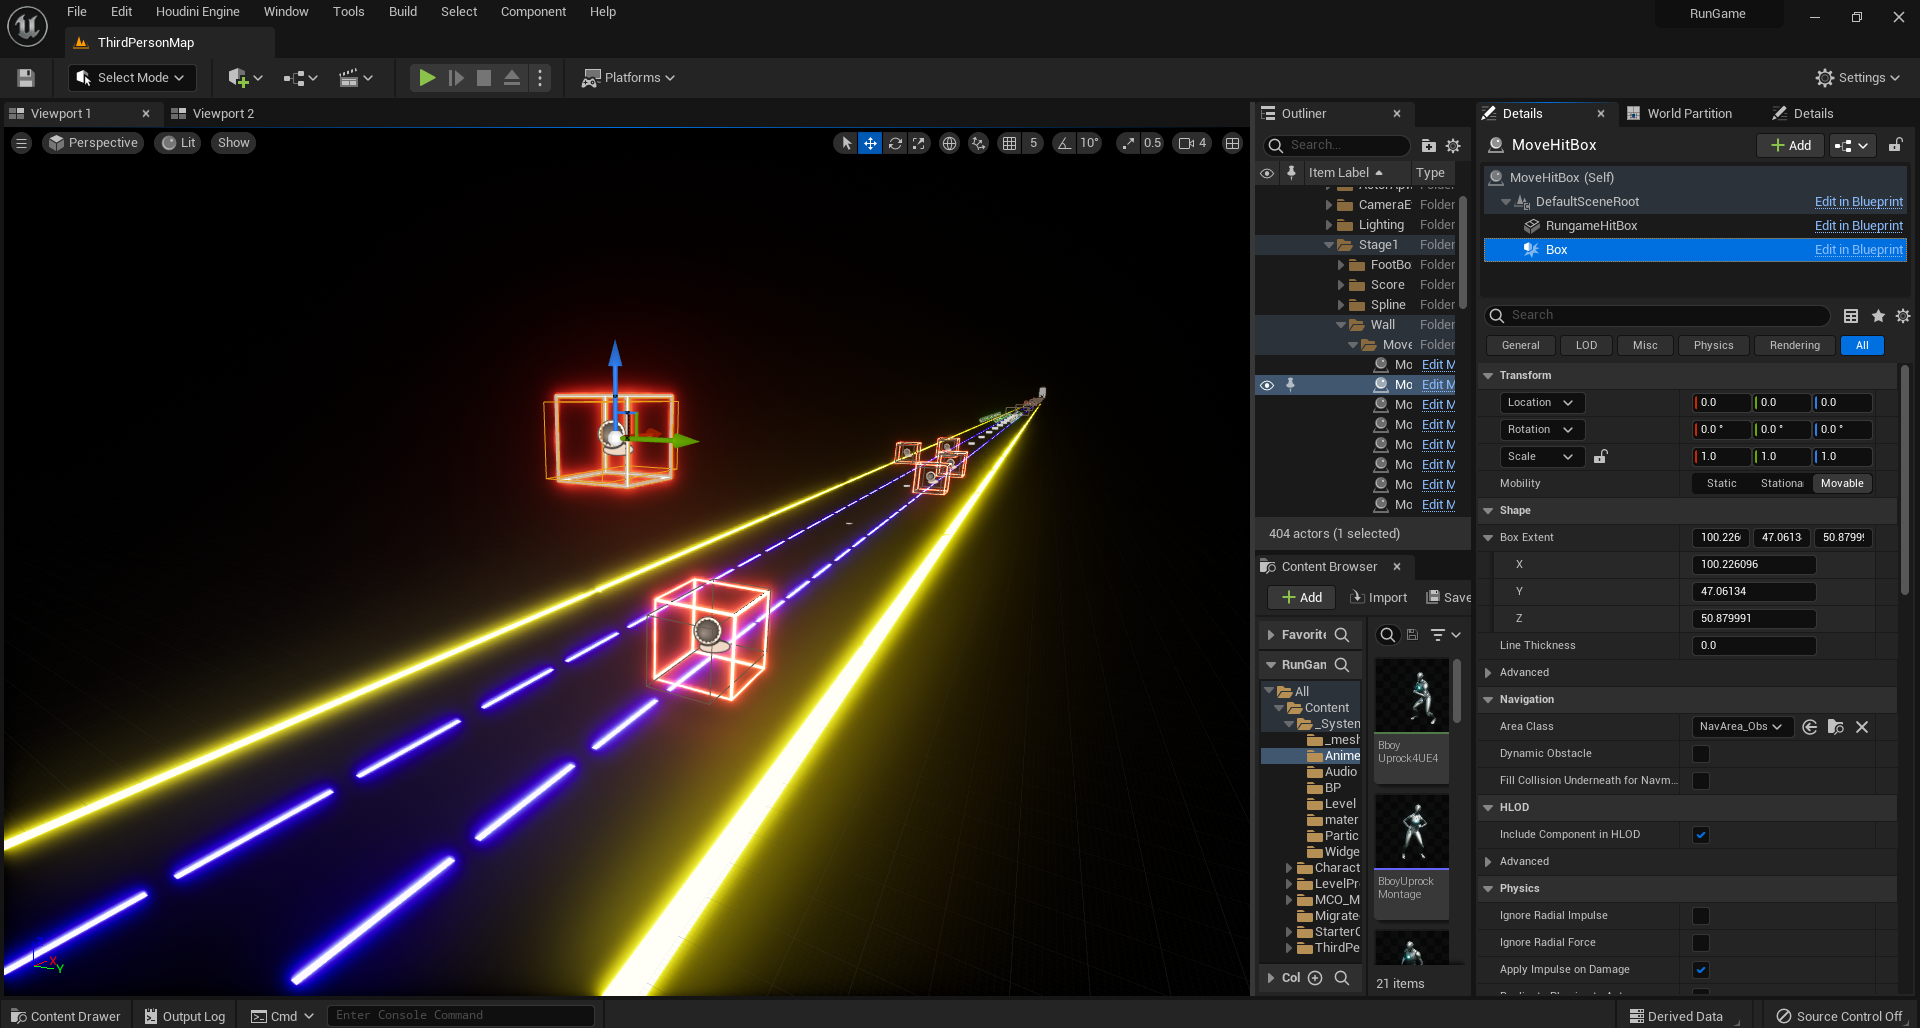 File Edit Houdini Engine Window Tools Build Select Component Help
RunGame
ThirdPersonMap
Select Mode
Platforms
Settings
Viewport 1
Viewport 2
Perspective
Lit
Show
5
10°
0.5
4
Outliner
Search...
Item Label
Type
Folder
CameraE Folder
Lighting Folder
Stage1 Folder
FootBo Folder
Score Folder
Spline Folder
Wall Folder
Move Folder
Mo Edit M
Mo Edit M
Mo Edit M
Mo Edit M
Mo Edit M
Mo Edit M
Mo Edit M
Mo Edit M
404 actors (1 selected)
Content Browser
Add
Import
Save
Favorite
RunGan
All
Content
_System
_mesh
Anime
Audio
BP
Level
mater
Partic
Widge
Charact
LevelPr
MCO_M
Migrate
StarterC
ThirdPe
Col
Bboy
Uprock4UE4
BboyUprock
Montage
21 items
Details
World Partition
Details
MoveHitBox
Add
MoveHitBox (Self)
DefaultSceneRoot Edit in Blueprint
RungameHitBox Edit in Blueprint
Box Edit in Blueprint
Search
General LOD Misc Physics Rendering All
Transform
Location 0.0 0.0 0.0
Rotation 0.0 ° 0.0 ° 0.0 °
Scale 1.0 1.0 1.0
Mobility Static Stationar Movable
Shape
Box Extent 100.226 47.0613 50.8799
X 100.226096
Y 47.06134
Z 50.879991
Line Thickness 0.0
Advanced
Navigation
Area Class NavArea_Obs
Dynamic Obstacle
Fill Collision Underneath for Navm...
HLOD
Include Component in HLOD
Advanced
Physics
Ignore Radial Impulse
Ignore Radial Force
Apply Impulse on Damage
X
Y
Content Drawer
Output Log
Cmd
Enter Console Command
Derived Data
Source Control Off